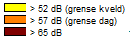 > 52 dB (grense kveld)
> 57 dB (grense dag)
> 65 dB